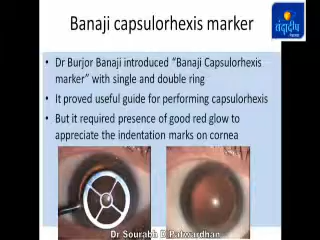 Banaji capsulorhexis marker
• Dr Burjor Banaji introduced "Banaji Capsulorhexis
marker" with single and double ring
• It proved useful guide for performing capsulorhexis
• But it required presence of good red glow to
appreciate the indentation marks on cornea
Dr Sourabh D Patwardhan